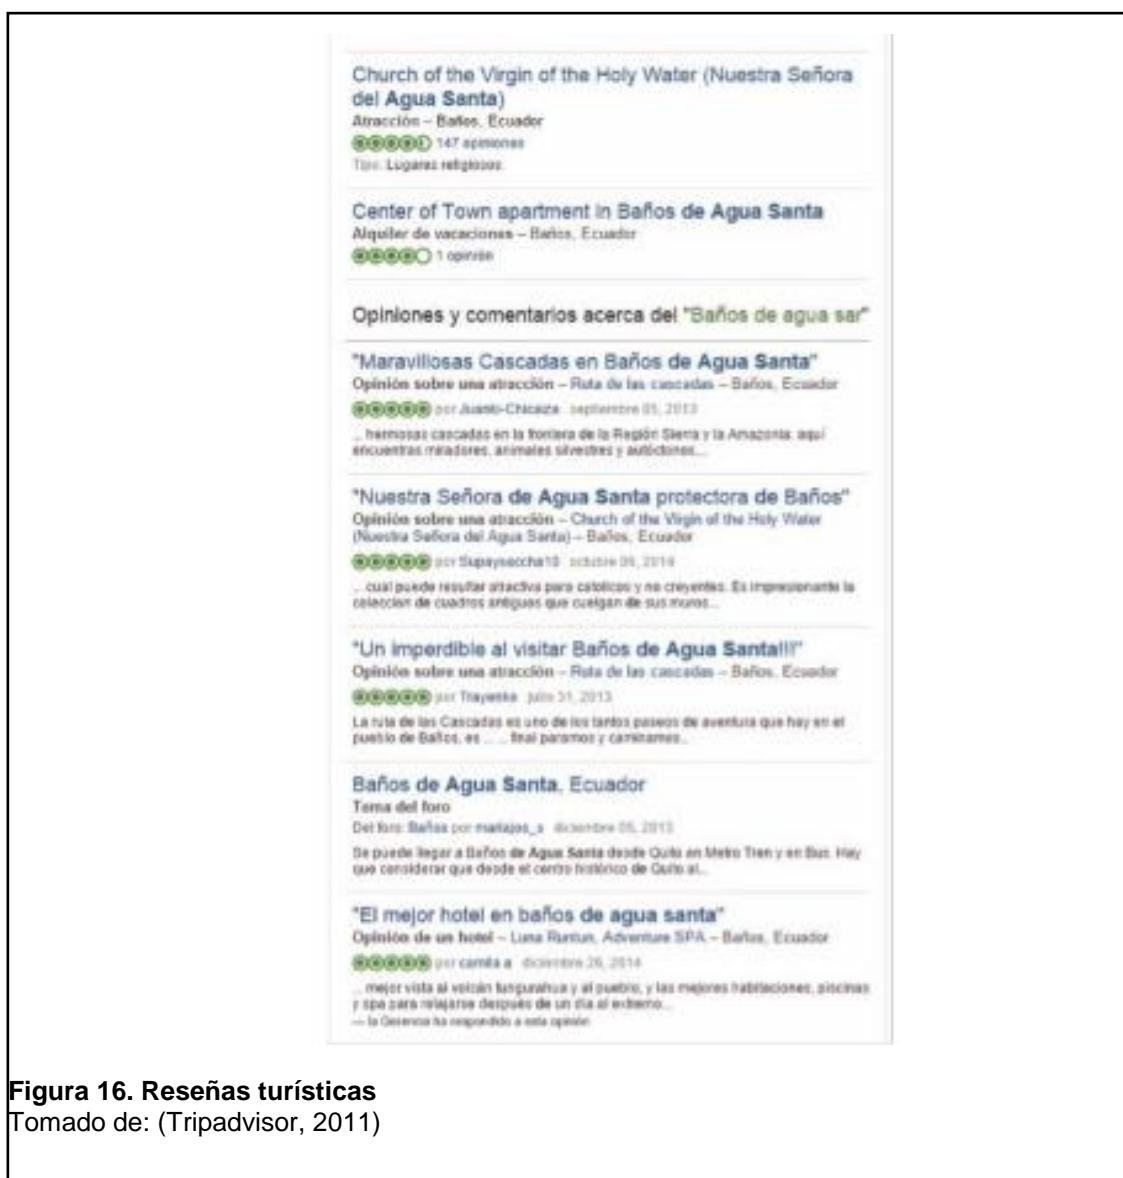 Church of the Virgin of the Holy Water (Nuestra Señora
del Agua Santa)
Atracción – Baños, Ecuador
147 opiniones
Tipo: Lugares religiosos
Center of Town apartment in Baños de Agua Santa
Alquiler de vacaciones – Baños, Ecuador
1 opinión
Opiniones y comentarios acerca del "Baños de agua sar"
"Maravillosas Cascadas en Baños de Agua Santa"
Opinión sobre una atracción – Ruta de las cascadas – Baños, Ecuador
por Juanto-Chicaiza septiembre 05, 2013
... hermosas cascadas en la frontera de la Región Sierra y la Amazonia, aquí
encuentras miradores, animales silvestres y autóctonos...
"Nuestra Señora de Agua Santa protectora de Baños"
Opinión sobre una atracción – Church of the Virgin of the Holy Water
(Nuestra Señora del Agua Santa) – Baños, Ecuador
por octubre 2014
... cual puede resultar atractiva para católicos y no creyentes. Es impresionante la
coleccion de cuadros antiguos que cuelgan de sus muros...
"Un imperdible al visitar Baños de Agua Santa!!!"
Opinión sobre una atracción – Ruta de las cascadas – Baños, Ecuador
por julio 31, 2013
La ruta de las Cascadas es uno de los tantos paseos de aventura que hay en el
pueblo de Baños, es ... ... final paramos y caminamos...
Baños de Agua Santa, Ecuador
Tema del foro
Del foro: Baños por mariajos_s diciembre 05, 2013
Se puede llegar a Baños de Agua Santa desde Quito en Metro Tren y en Bus. Hay
que considerar que desde el centro histórico de Quito al...
"El mejor hotel en baños de agua santa"
Opinión de un hotel – Luna Runtun, Adventure SPA – Baños, Ecuador
por camila a diciembre 26, 2014
... mejor vista al volcán tungurahua y al pueblo, y las mejores habitaciones, piscinas
y spa para relajarse después de un día al extremo...
— la Gerencia ha respondido a esta opinión
Figura 16. Reseñas turísticas
Tomado de: (Tripadvisor, 2011)